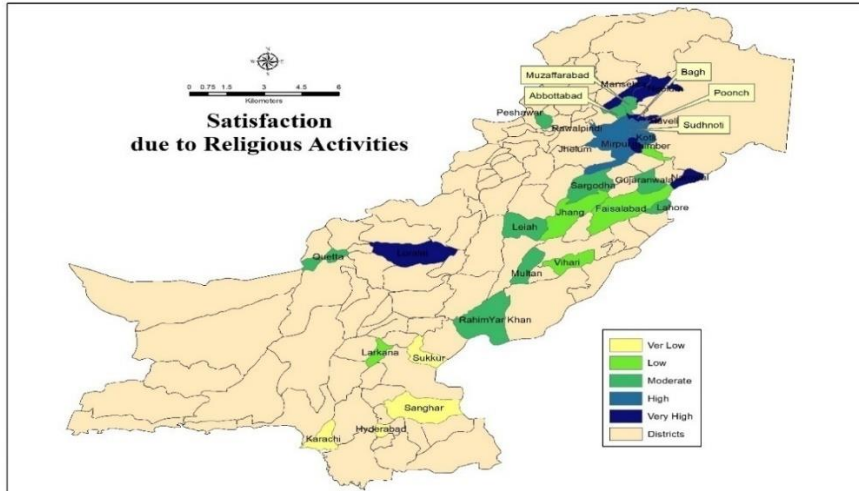 N
W
E
S
0 0.75 1.5 3 4.5 6
Kilometers
Satisfaction
due to Religious Activities
Muzaffarabad
Bagh
Abbottabad
Poonch
Peshawar
Rawalpindi
Sudhnoti
Kotli
Mirpur
Jhelum
Sargodha
Gujaranwala
Jhang
Faisalabad
Lahore
Leiah
Quetta
Multan
Vihari
RahimYar Khan
Larkana
Sukkur
Sanghar
Hyderabad
Karachi
Ver Low
Low
Moderate
High
Very High
Districts